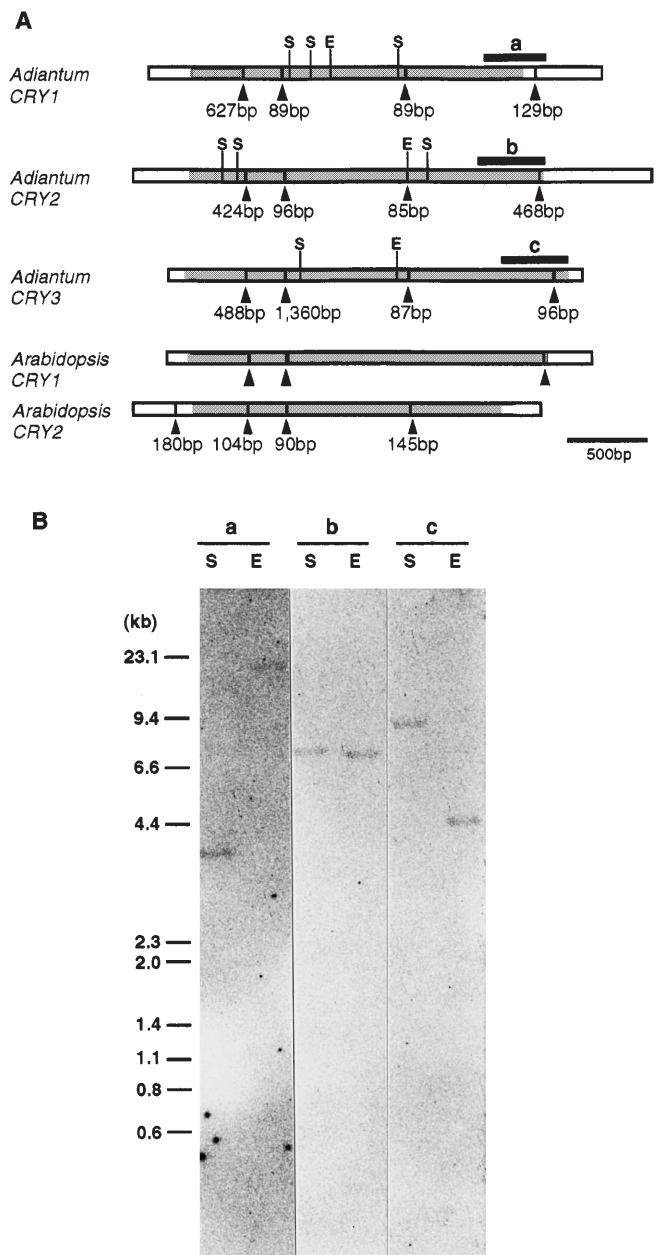 A
S S E S a
Adiantum
CRY1
627bp 89bp 89bp 129bp
S S E S b
Adiantum
CRY2
424bp 96bp 85bp 468bp
S E c
Adiantum
CRY3
488bp 1,360bp 87bp 96bp
Arabidopsis
CRY1
Arabidopsis
CRY2
180bp 104bp 90bp 145bp
500bp
B
a b c
S E S E S E
(kb)
23.1
9.4
6.6
4.4
2.3
2.0
1.4
1.1
0.8
0.6